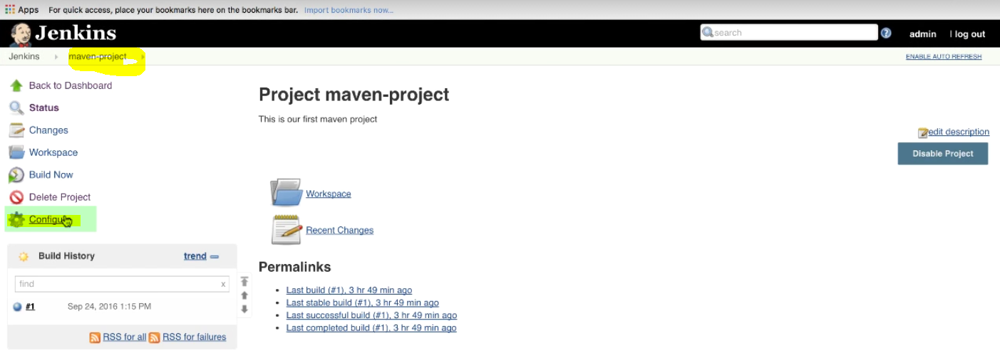 Apps For quick access, place your bookmarks here on the bookmarks bar. Import bookmarks now...
Jenkins
search
admin | log out
Jenkins maven-project
ENABLE AUTO REFRESH
Back to Dashboard
Status
Changes
Workspace
Build Now
Delete Project
Configu
Build History trend
find x
#1 Sep 24, 2016 1:15 PM
RSS for all RSS for failures
Project maven-project
This is our first maven project
edit description
Disable Project
Workspace
Recent Changes
Permalinks
Last build (#1), 3 hr 49 min ago
Last stable build (#1), 3 hr 49 min ago
Last successful build (#1), 3 hr 49 min ago
Last completed build (#1), 3 hr 49 min ago